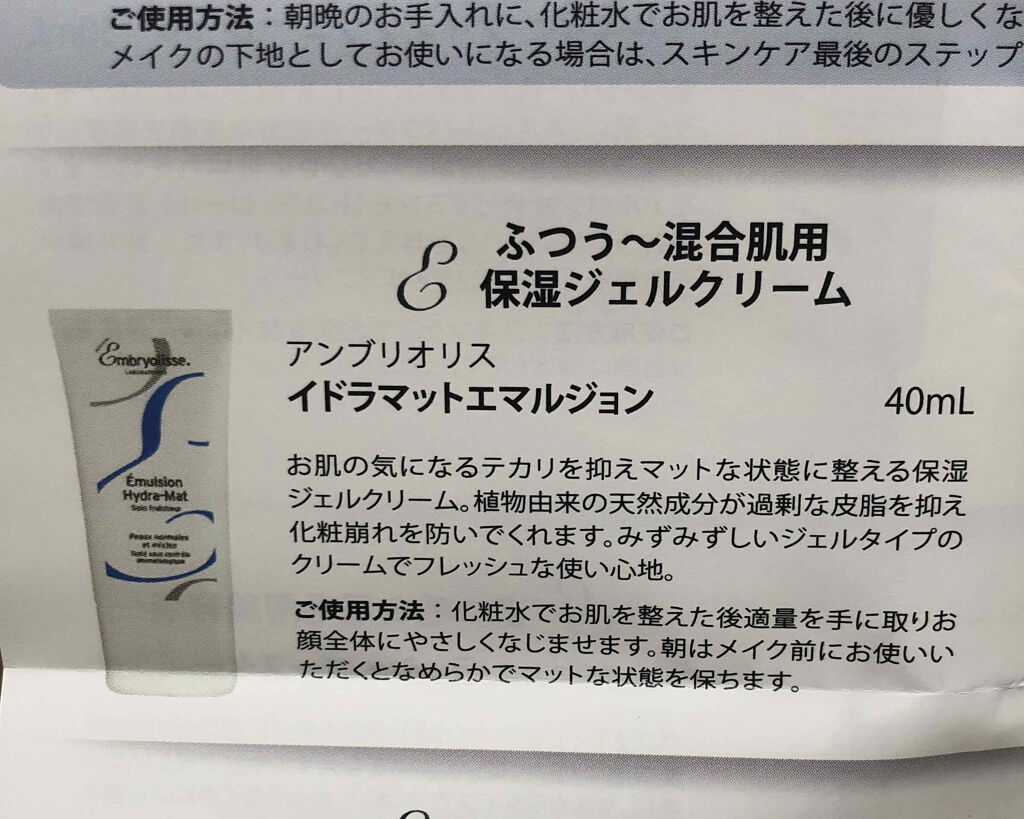 ご使用方法：朝晩のお手入れに、化粧水でお肌を整えた後に優しくな
メイクの下地としてお使いになる場合は、スキンケア最後のステップ
ふつう～混合肌用
保湿ジェルクリーム
アンブリオリス
イドラマットエマルジョン 40mL
お肌の気になるテカリを抑えマットな状態に整える保湿
ジェルクリーム。植物由来の天然成分が過剰な皮脂を抑え
化粧崩れを防いでくれます。みずみずしいジェルタイプの
クリームでフレッシュな使い心地。
ご使用方法：化粧水でお肌を整えた後適量を手に取りお
顔全体にやさしくなじませます。朝はメイク前にお使いい
ただくとなめらかでマットな状態を保ちます。
Embryolisse.
LABORATOIRES
Émulsion
Hydra-Mat
Soin fraîcheur
Peaux normales
et mixtes
Testé sous contrôle
dermatologique